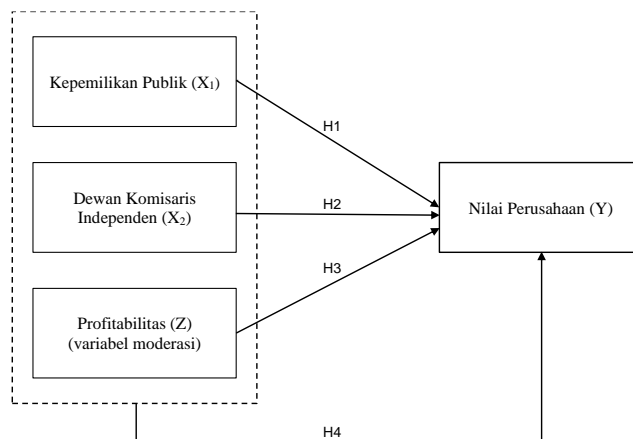 Kepemilikan Publik (X₁)
H1
Dewan Komisaris
Independen (X₂)
H2
Nilai Perusahaan (Y)
H3
Profitabilitas (Z)
(variabel moderasi)
H4